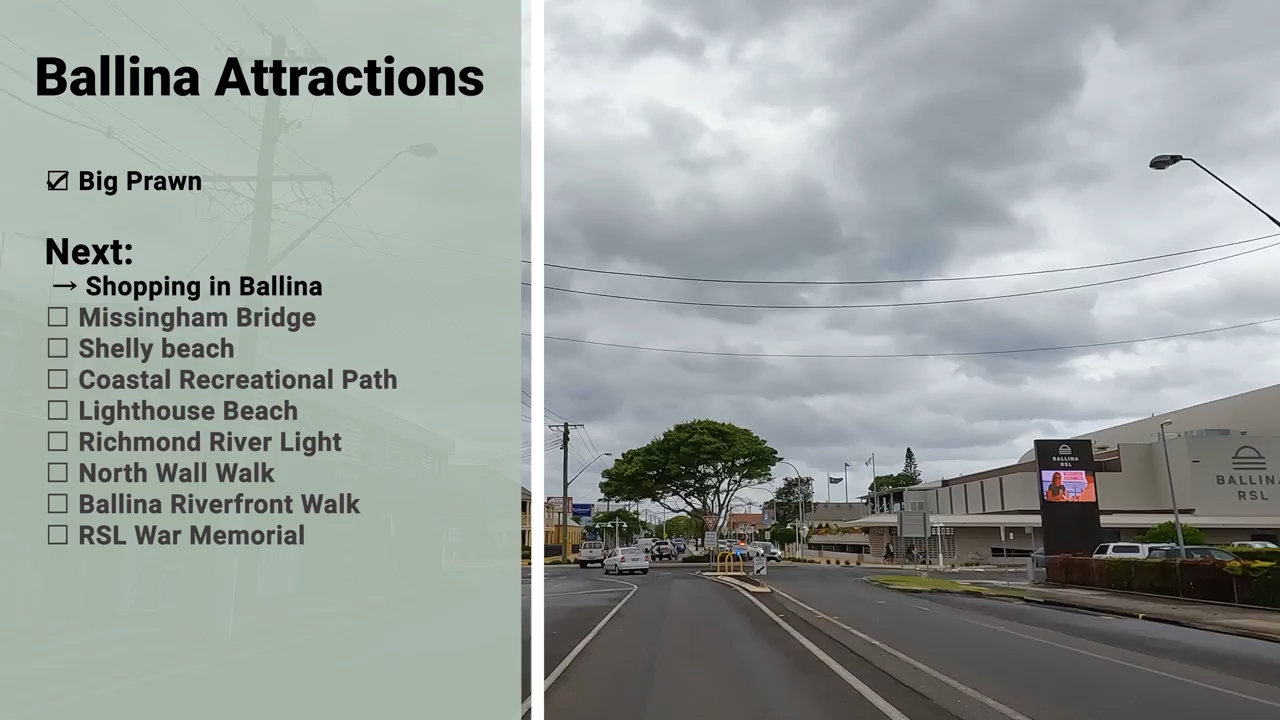 Ballina Attractions
☑ Big Prawn
Next:
→ Shopping in Ballina
☐ Missingham Bridge
☐ Shelly beach
☐ Coastal Recreational Path
☐ Lighthouse Beach
☐ Richmond River Light
☐ North Wall Walk
☐ Ballina Riverfront Walk
☐ RSL War Memorial
BALLINA
RSL
BALLINA
RSL